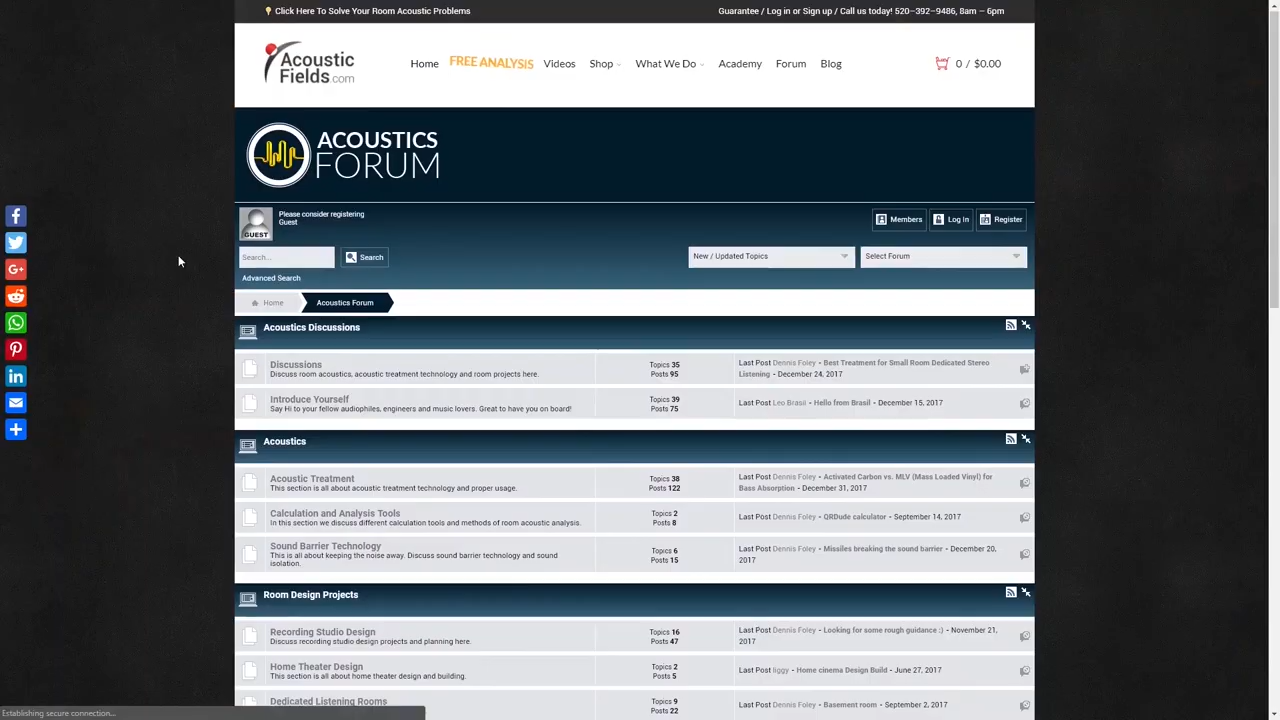 Click Here To Solve Your Room Acoustic Problems
Guarantee / Log in or Sign up / Call us today! 520–392–9486, 8am – 6pm
Acoustic Fields.com
Home
FREE ANALYSIS
Videos
Shop
What We Do
Academy
Forum
Blog
0 / $0.00
ACOUSTICS
FORUM
GUEST
Please consider registering
Guest
Members
Log In
Register
Search...
Search
New / Updated Topics
Select Forum
Advanced Search
Home
Acoustics Forum
Acoustics Discussions
Discussions
Discuss room acoustics, acoustic treatment technology and room projects here.
Topics 35
Posts 95
Last Post Dennis Foley - Best Treatment for Small Room Dedicated Stereo
Listening - December 24, 2017
Introduce Yourself
Say Hi to your fellow audiophiles, engineers and music lovers. Great to have you on board!
Topics 39
Posts 75
Last Post Leo Brasil - Hello from Brasil - December 15, 2017
Acoustics
Acoustic Treatment
This section is all about acoustic treatment technology and proper usage.
Topics 38
Posts 122
Last Post Dennis Foley - Activated Carbon vs. MLV (Mass Loaded Vinyl) for
Bass Absorption - December 31, 2017
Calculation and Analysis Tools
In this section we discuss different calculation tools and methods of room acoustic analysis.
Topics 2
Posts 8
Last Post Dennis Foley - QRDude calculator - September 14, 2017
Sound Barrier Technology
This is all about keeping the noise away. Discuss sound barrier technology and sound
isolation.
Topics 6
Posts 15
Last Post Dennis Foley - Missiles breaking the sound barrier - December 20,
2017
Room Design Projects
Recording Studio Design
Discuss recording studio design projects and planning here.
Topics 16
Posts 47
Last Post Dennis Foley - Looking for some rough guidance :) - November 21,
2017
Home Theater Design
This section is all about home theater design and building.
Topics 2
Posts 5
Last Post liggy - Home cinema Design Build - June 27, 2017
Dedicated Listening Rooms
Topics 9
Posts 22
Last Post Dennis Foley - Basement room - September 2, 2017
Establishing secure connection...